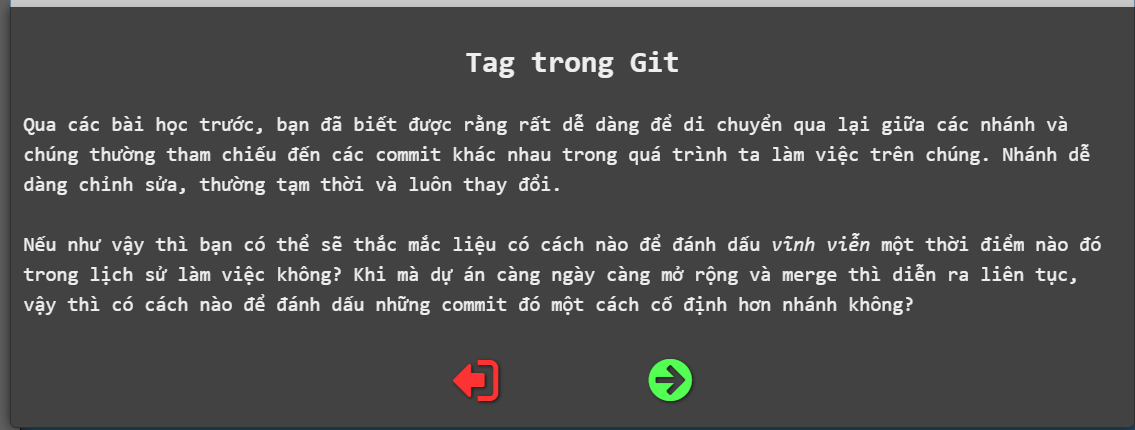 Tag trong Git
Qua các bài học trước, bạn đã biết được rằng rất dễ dàng để di chuyển qua lại giữa các nhánh và
chúng thường tham chiếu đến các commit khác nhau trong quá trình ta làm việc trên chúng. Nhánh dễ
dàng chỉnh sửa, thường tạm thời và luôn thay đổi.
Nếu như vậy thì bạn có thể sẽ thắc mắc liệu có cách nào để đánh dấu vĩnh viễn một thời điểm nào đó
trong lịch sử làm việc không? Khi mà dự án càng ngày càng mở rộng và merge thì diễn ra liên tục,
vậy thì có cách nào để đánh dấu những commit đó một cách cố định hơn nhánh không?